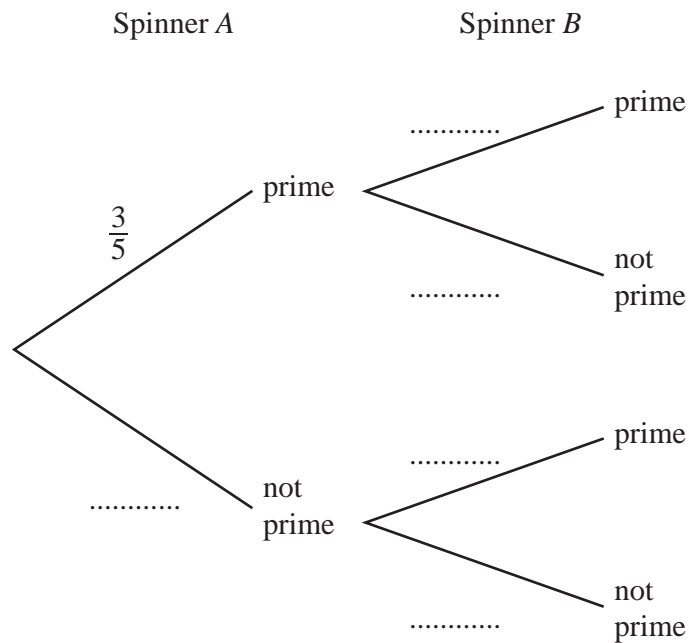 Spinner A
Spinner B
............
prime
prime
3
5
............
not
prime
............
not
prime
............
prime
............
not
prime